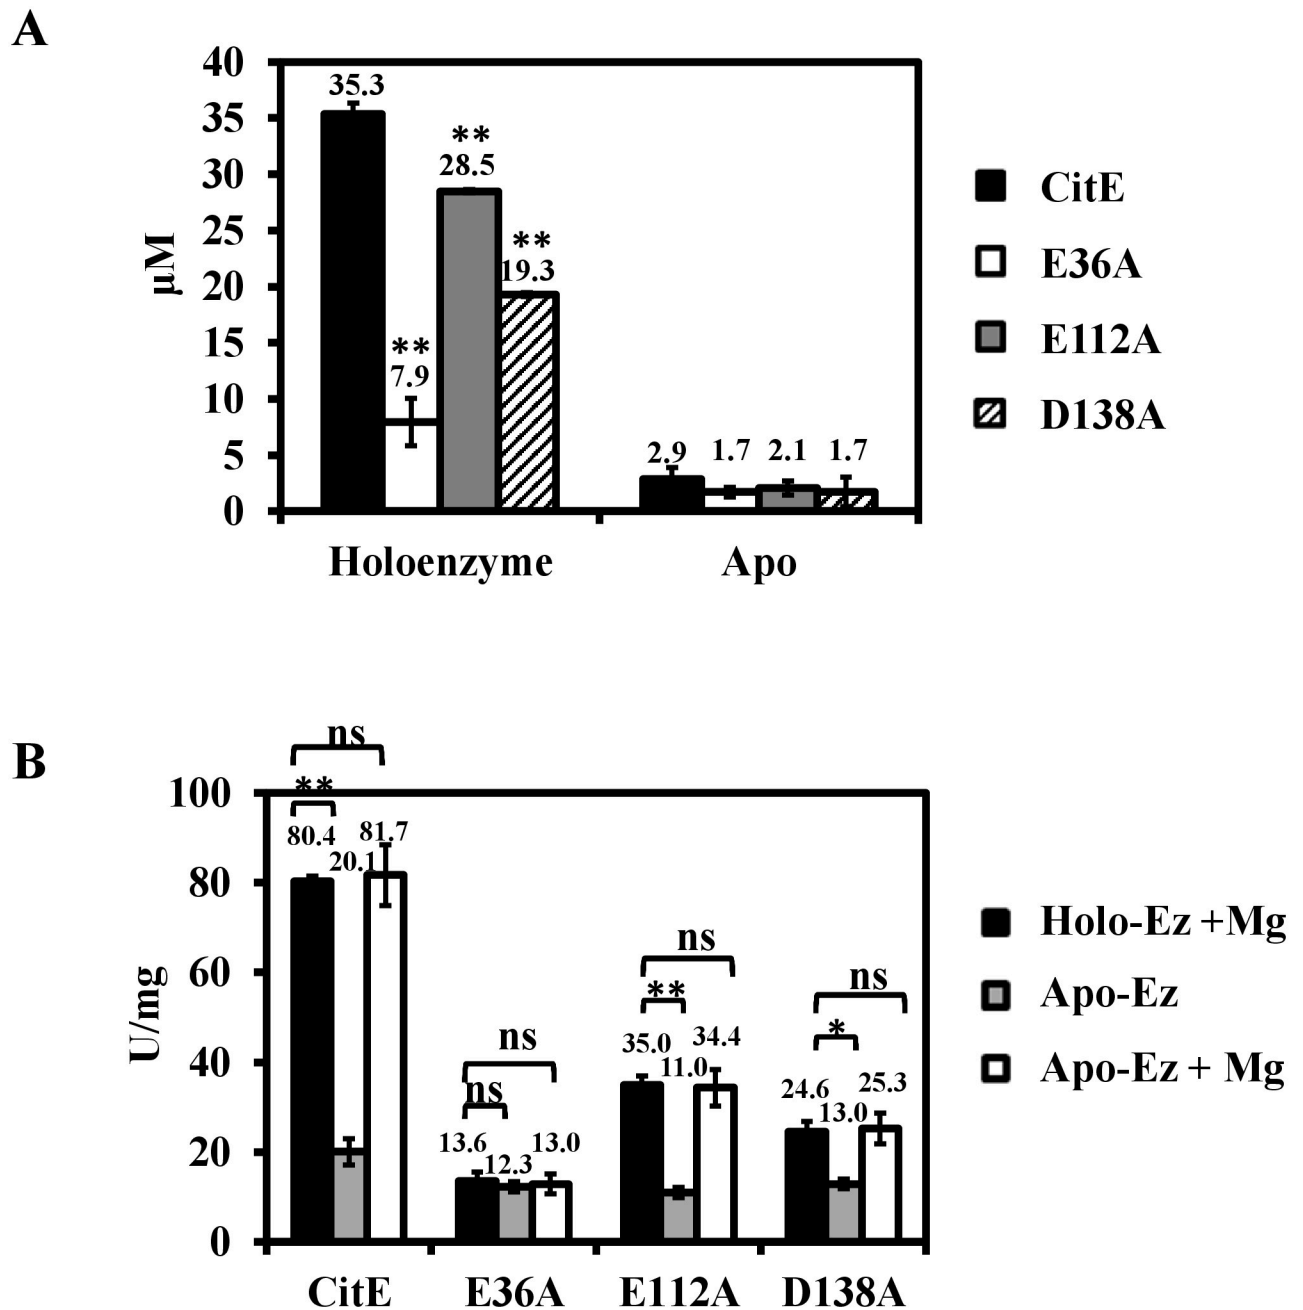 A
40
35
30
25
20
15
10
5
0
µM
35.3
**
7.9
**
28.5
**
19.3
2.9
1.7
2.1
1.7
Holoenzyme
Apo
CitE
E36A
E112A
D138A
B
100
80
60
40
20
0
U/mg
ns
**
80.4
20.1
81.7
ns
ns
13.6
12.3
13.0
ns
**
35.0
11.0
34.4
ns
*
24.6
13.0
25.3
CitE
E36A
E112A
D138A
Holo-Ez +Mg
Apo-Ez
Apo-Ez + Mg